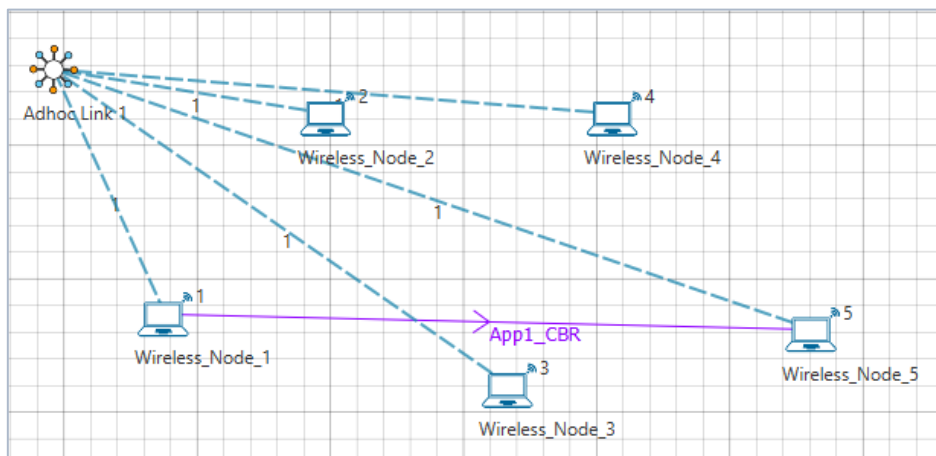 2
4
1
Adhoc Link 1
Wireless_Node_2
Wireless_Node_4
1
1
1
1
5
App1_CBR
Wireless_Node_1
3
Wireless_Node_5
Wireless_Node_3